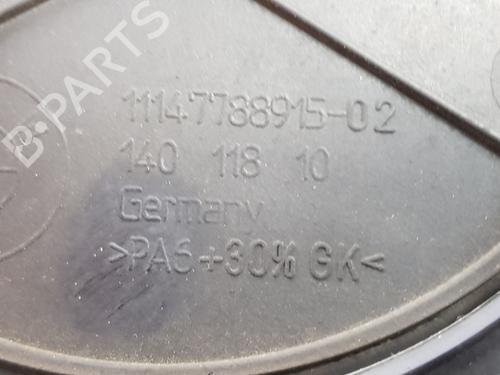 B-PARTS
11147788915-02
140 118 10
Germany
>PA6+30% GK<